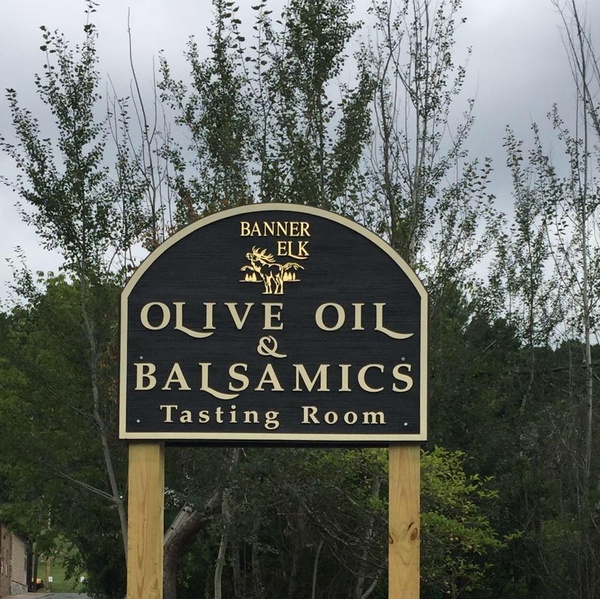 BANNER
ELK
OLIVE OIL
&
BALSAMICS
Tasting Room